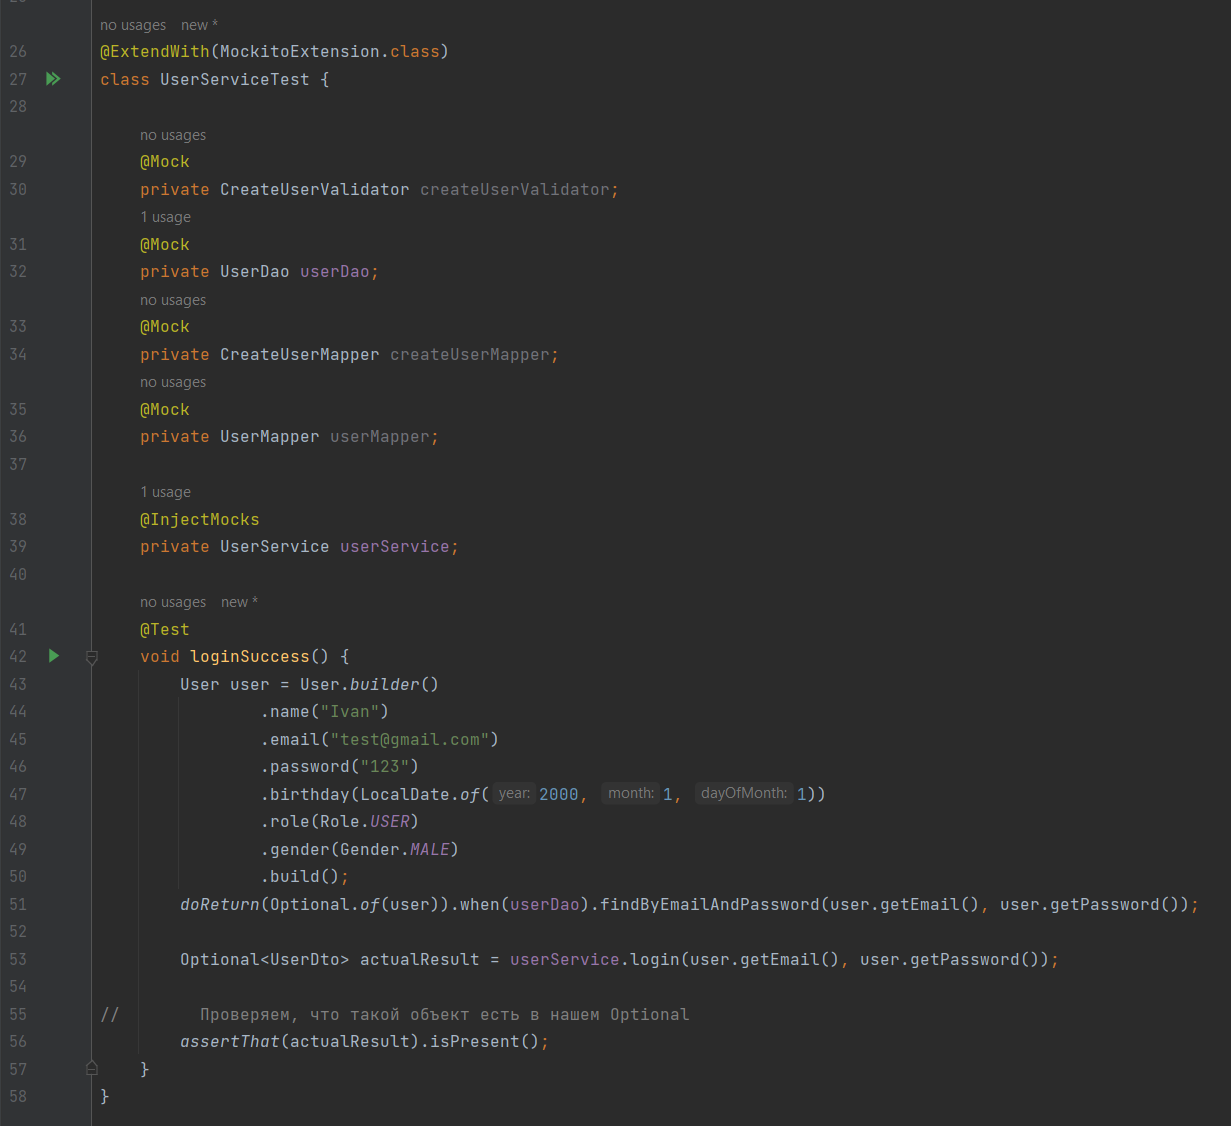 no usages new *
26 @ExtendWith(MockitoExtension.class)
27 class UserServiceTest {
28
no usages
29 @Mock
30 private CreateUserValidator createUserValidator;
1 usage
31 @Mock
32 private UserDao userDao;
no usages
33 @Mock
34 private CreateUserMapper createUserMapper;
no usages
35 @Mock
36 private UserMapper userMapper;
37
1 usage
38 @InjectMocks
39 private UserService userService;
40
no usages new *
41 @Test
42 void loginSuccess() {
43 User user = User.builder()
44 .name("Ivan")
45 .email("test@gmail.com")
46 .password("123")
47 .birthday(LocalDate.of( year: 2000, month: 1, dayOfMonth: 1))
48 .role(Role.USER)
49 .gender(Gender.MALE)
50 .build();
51 doReturn(Optional.of(user)).when(userDao).findByEmailAndPassword(user.getEmail(), user.getPassword());
52
53 Optional<UserDto> actualResult = userService.login(user.getEmail(), user.getPassword());
54
55 // Проверяем, что такой объект есть в нашем Optional
56 assertThat(actualResult).isPresent();
57 }
58 }